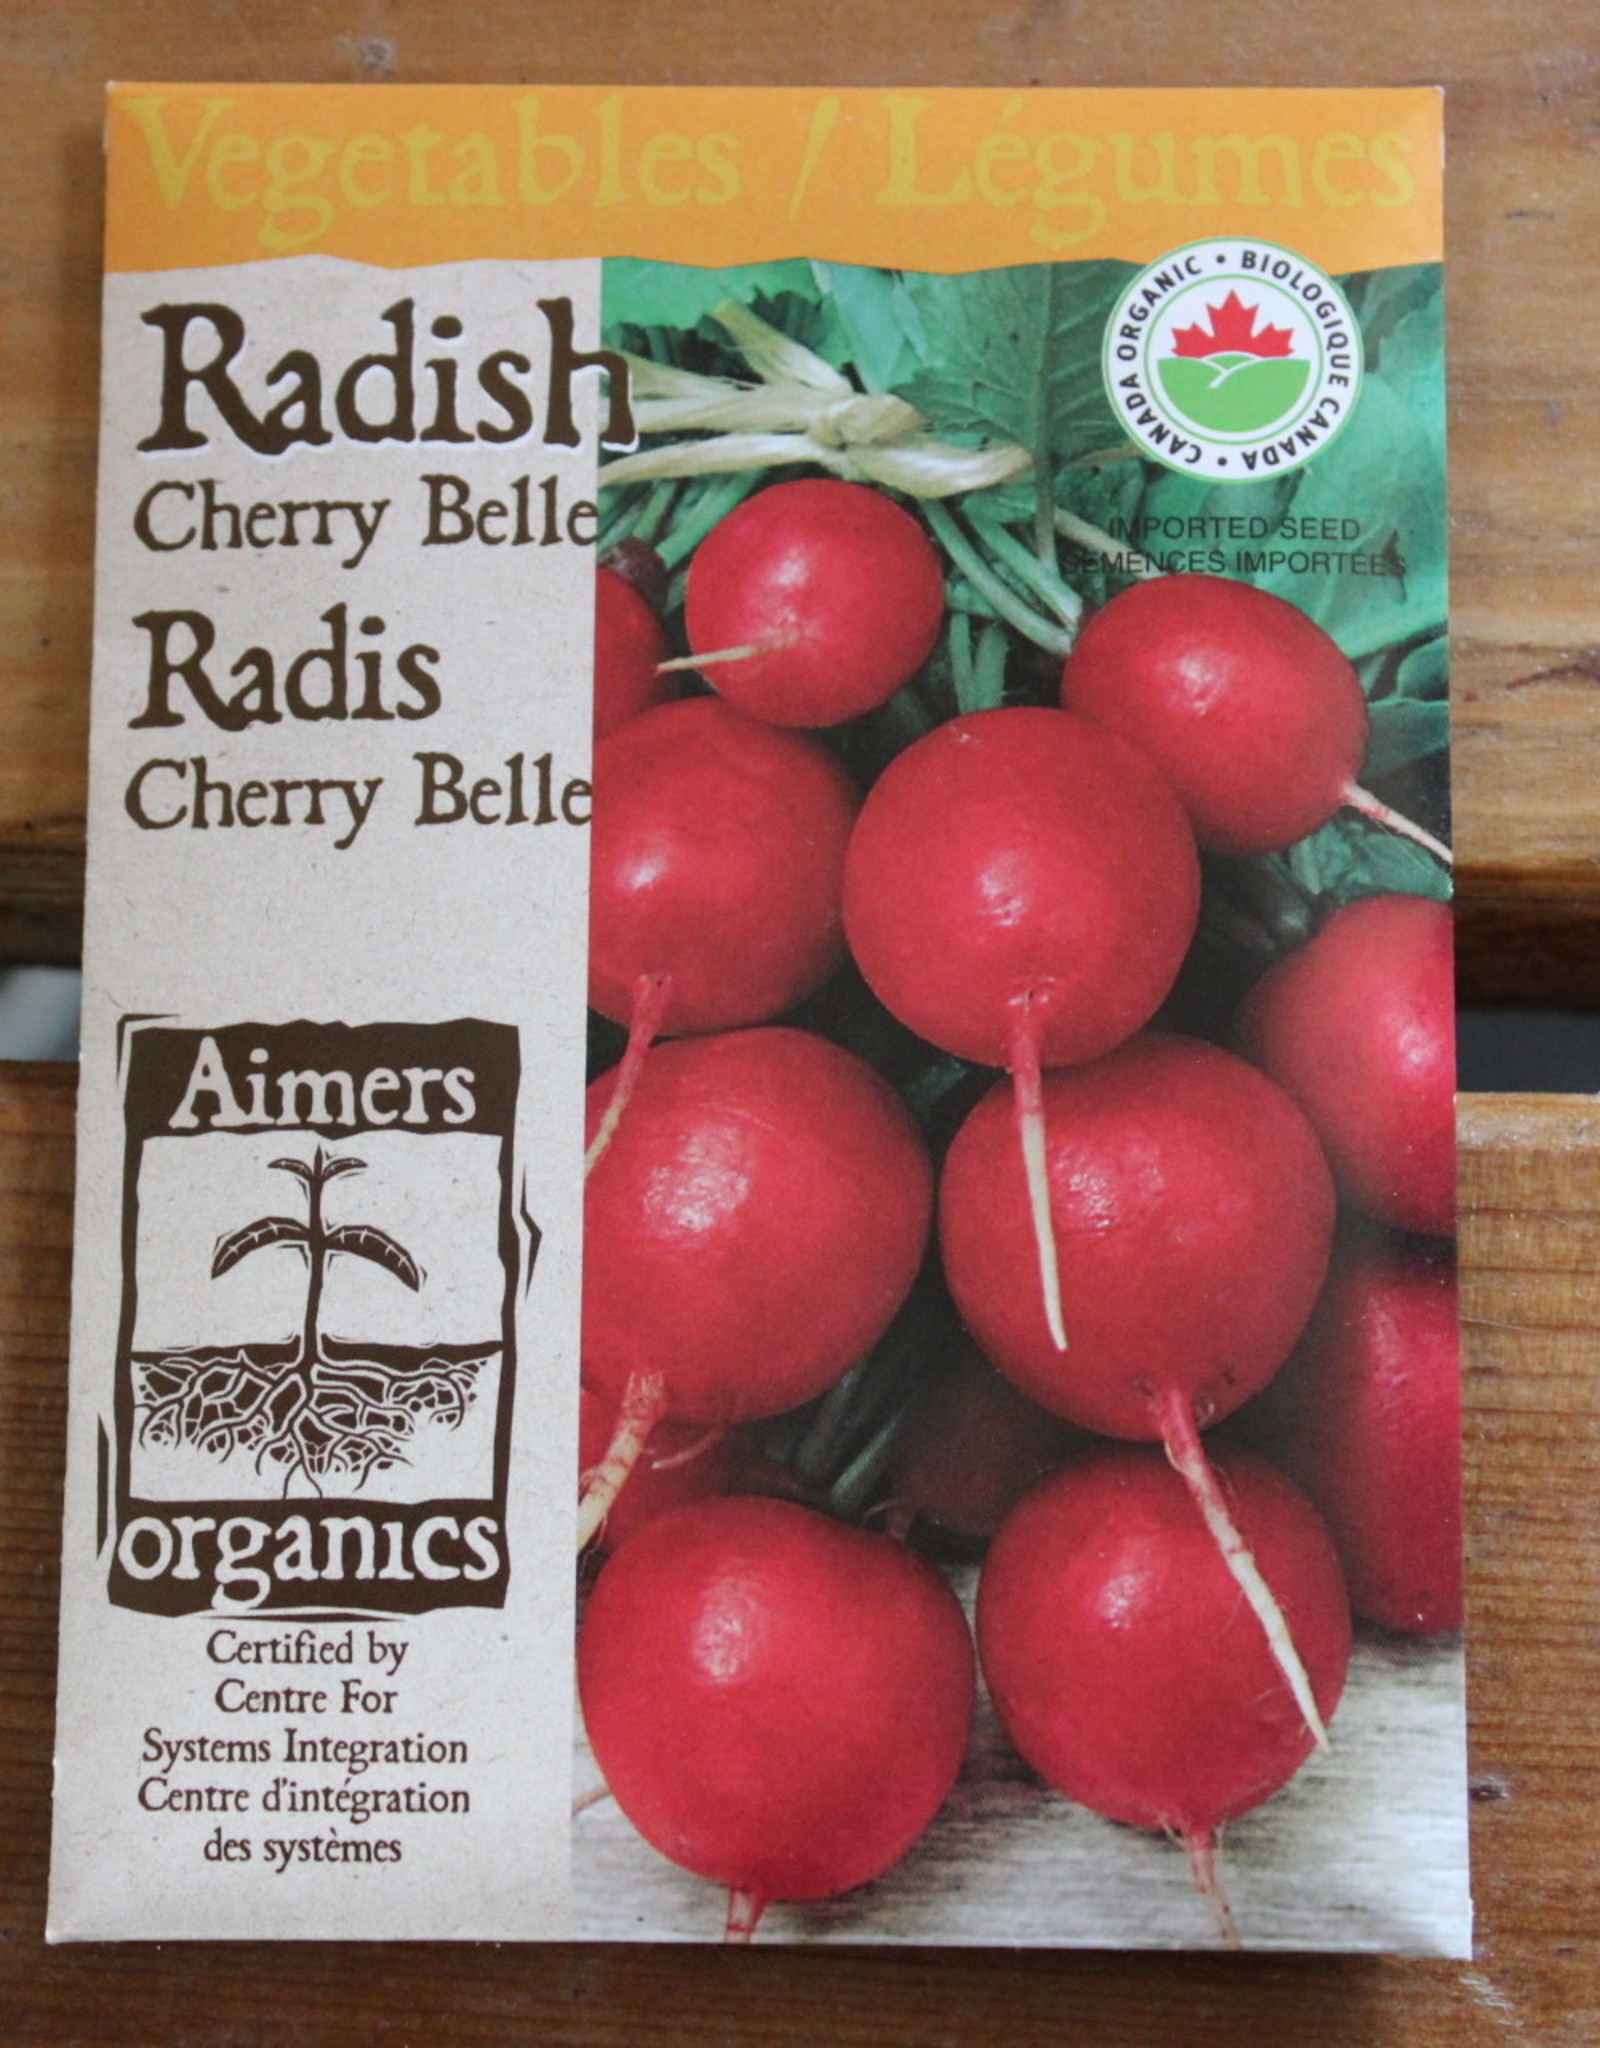 Vegetables / Légumes
Radish
Cherry Belle
Radis
Cherry Belle
CANADA ORGANIC • BIOLOGIQUE CANADA •
IMPORTED SEED
SEMENCES IMPORTÉES
Aimers
organics
Certified by
Centre For
Systems Integration
Centre d'intégration
des systèmes